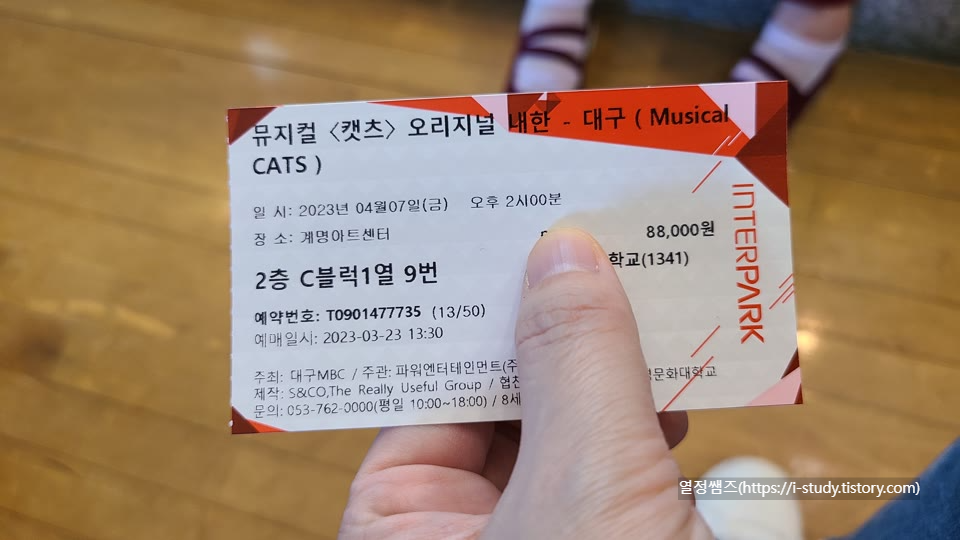 뮤지컬 〈캣츠〉 오리지널 내한 - 대구 ( Musical
CATS )
일 시: 2023년 04월07일(금) 오후 2시00분
장 소: 계명아트센터
88,000원
2층 C블럭1열 9번
학교(1341)
예약번호: T0901477735 (13/50)
예매일시: 2023-03-23 13:30
주최: 대구MBC / 주관: 파워엔터테인먼트(주
문화대학교
제작: S&CO,The Really Useful Group / 협찬
문의: 053-762-0000(평일 10:00~18:00) / 8세
INTERPARK
열정쌤즈(https://i-study.tistory.com)